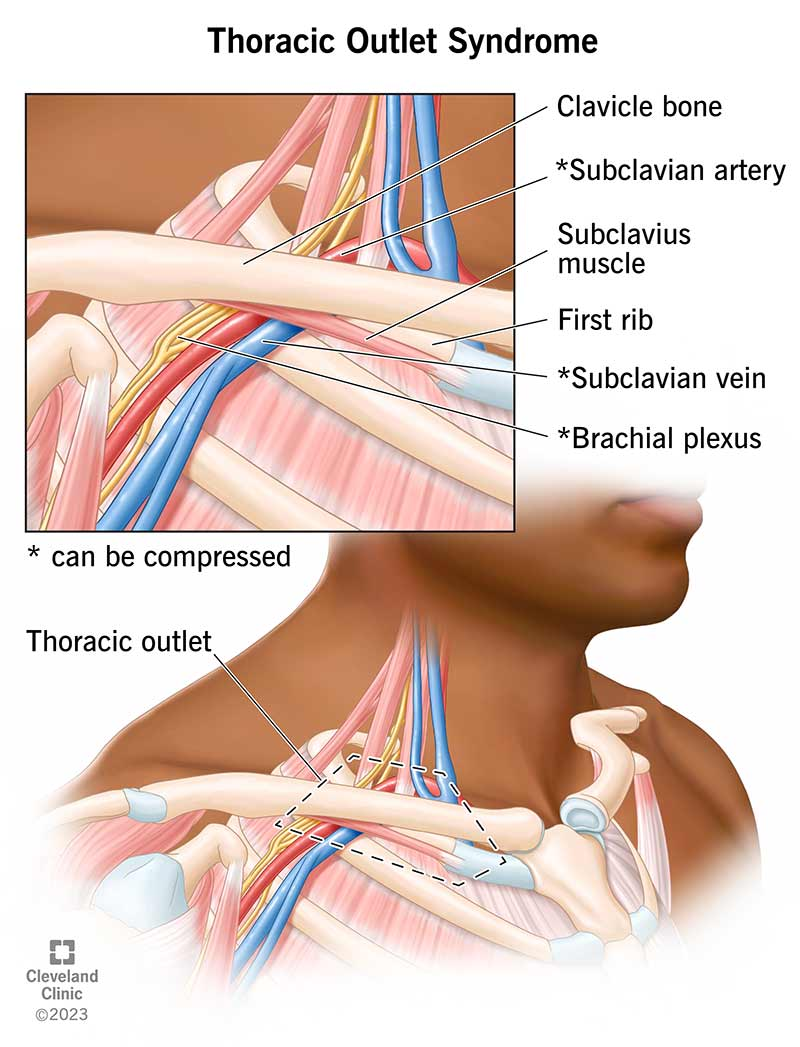 Thoracic Outlet Syndrome
Clavicle bone
*Subclavian artery
Subclavius
muscle
First rib
*Subclavian vein
*Brachial plexus
* can be compressed
Thoracic outlet
Cleveland
Clinic
©2023